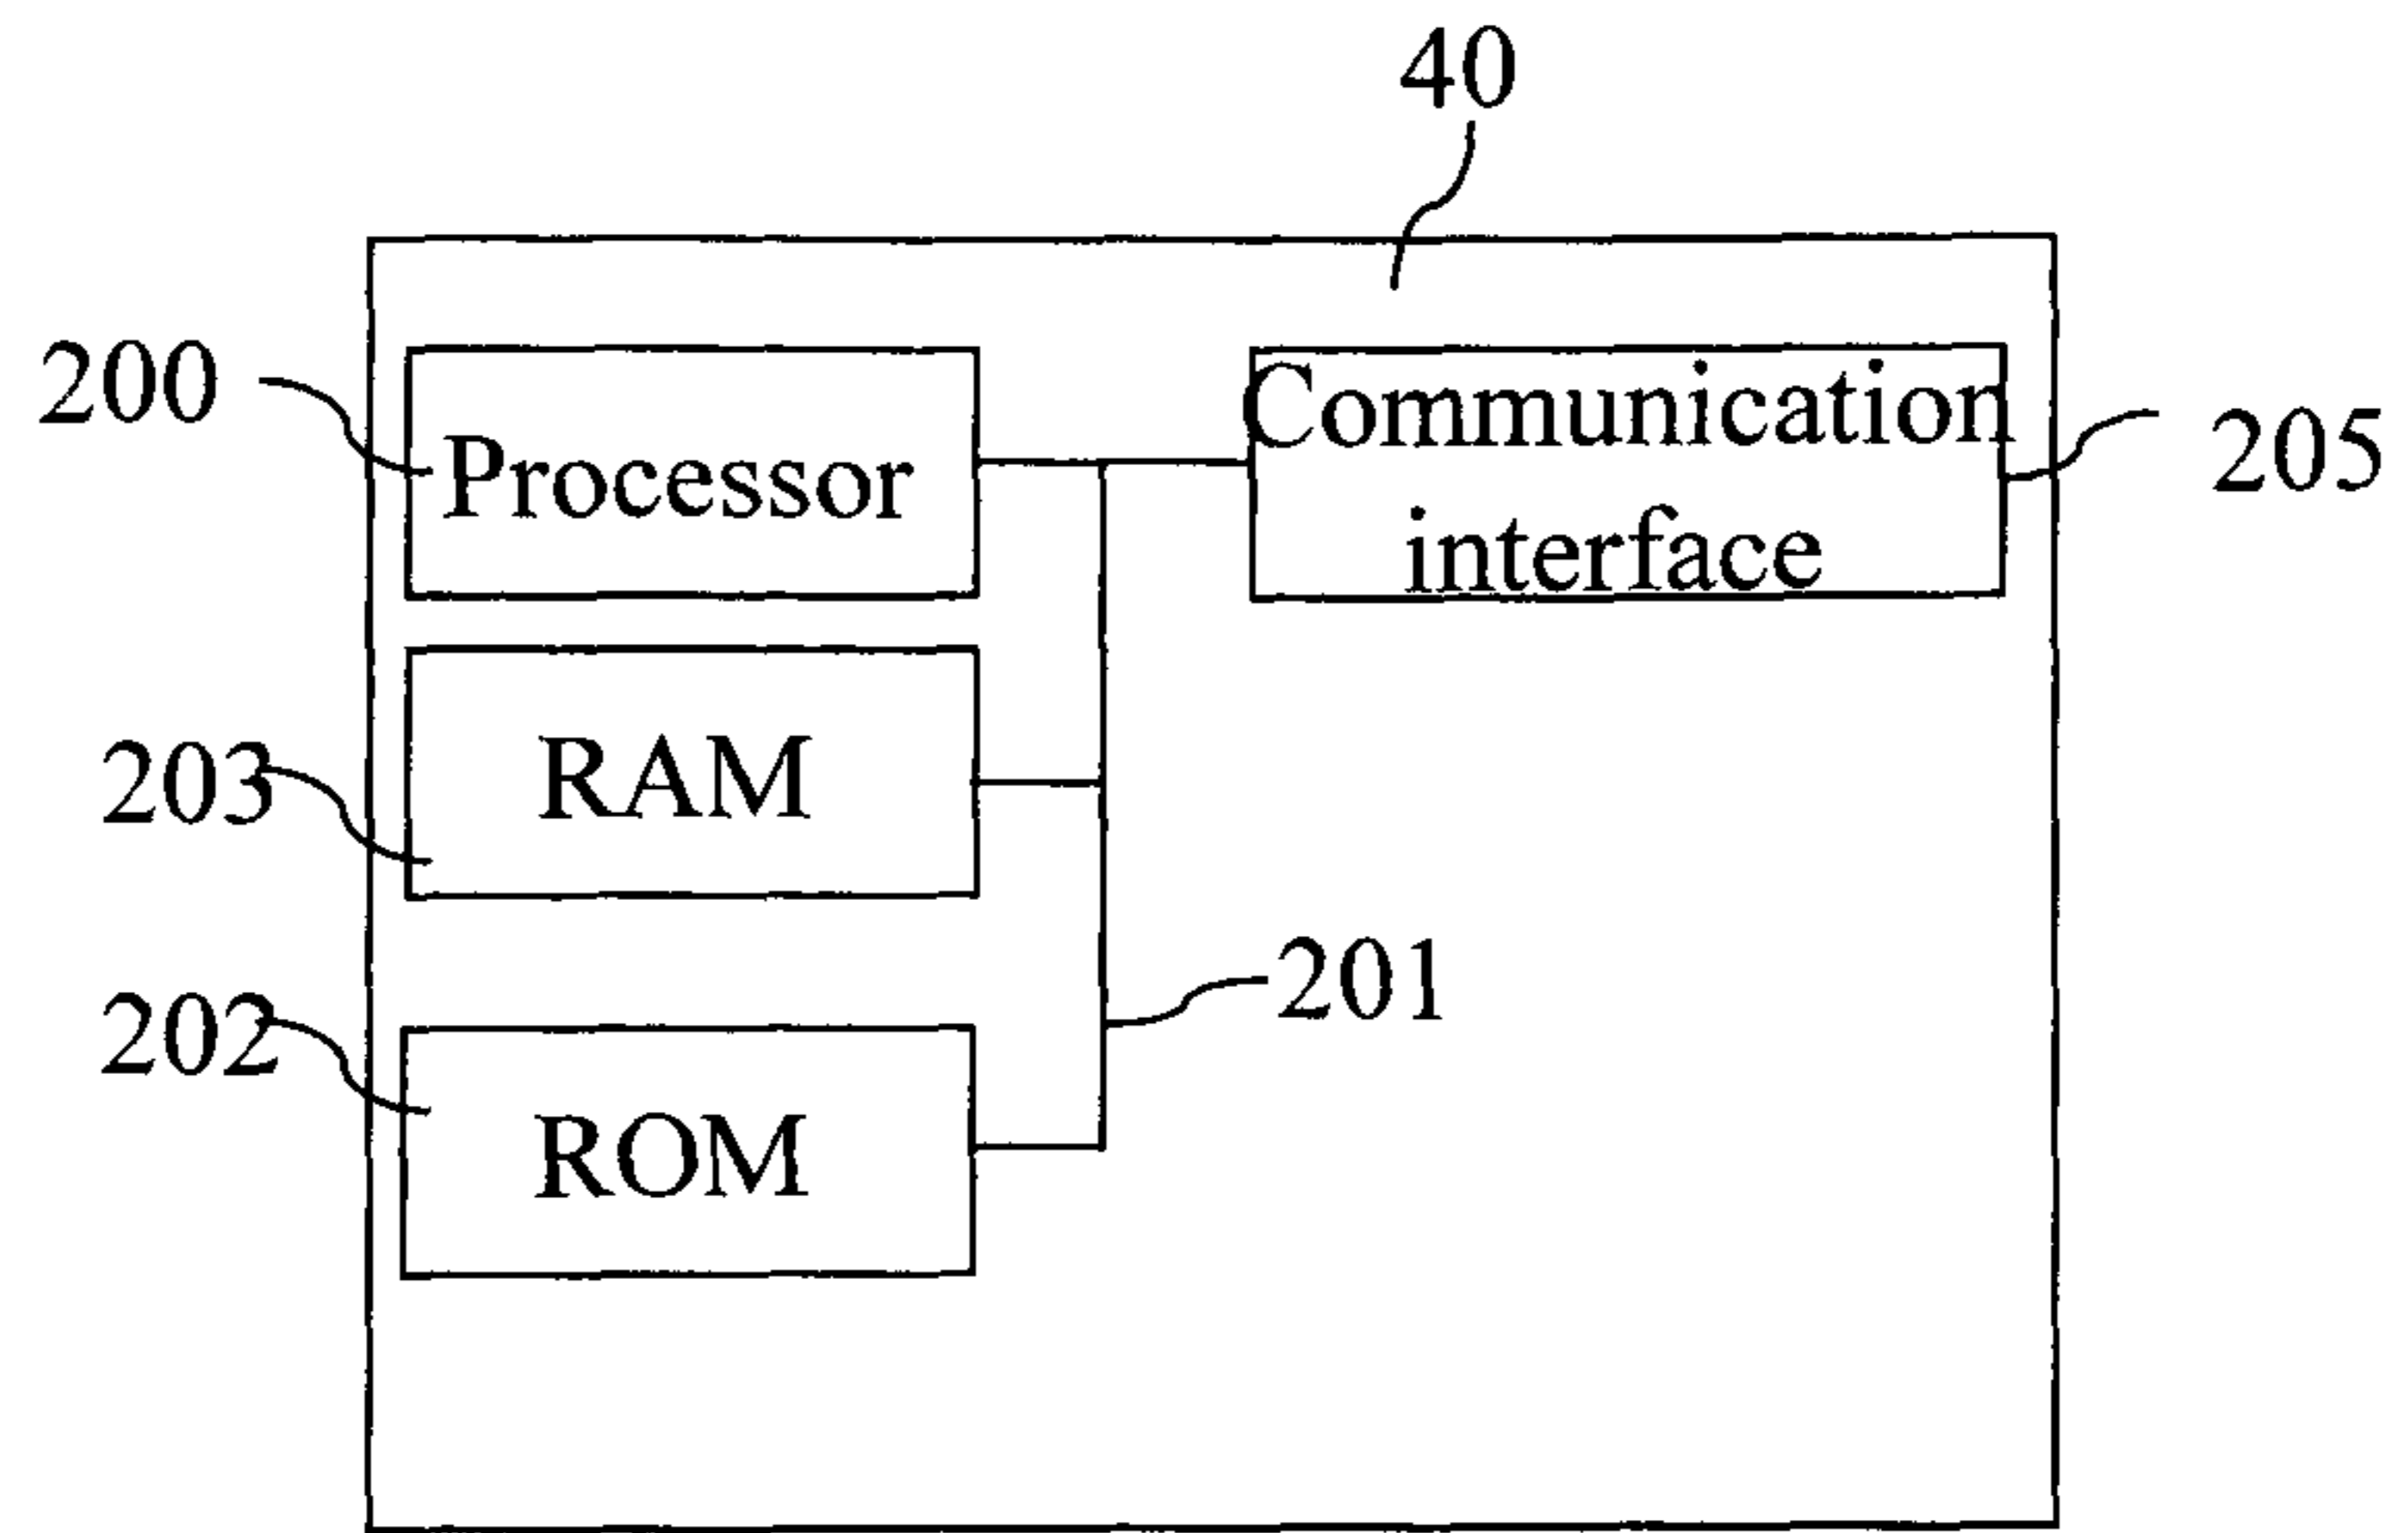 40
200
Processor
Communication
interface
205
203
RAM
201
202
ROM